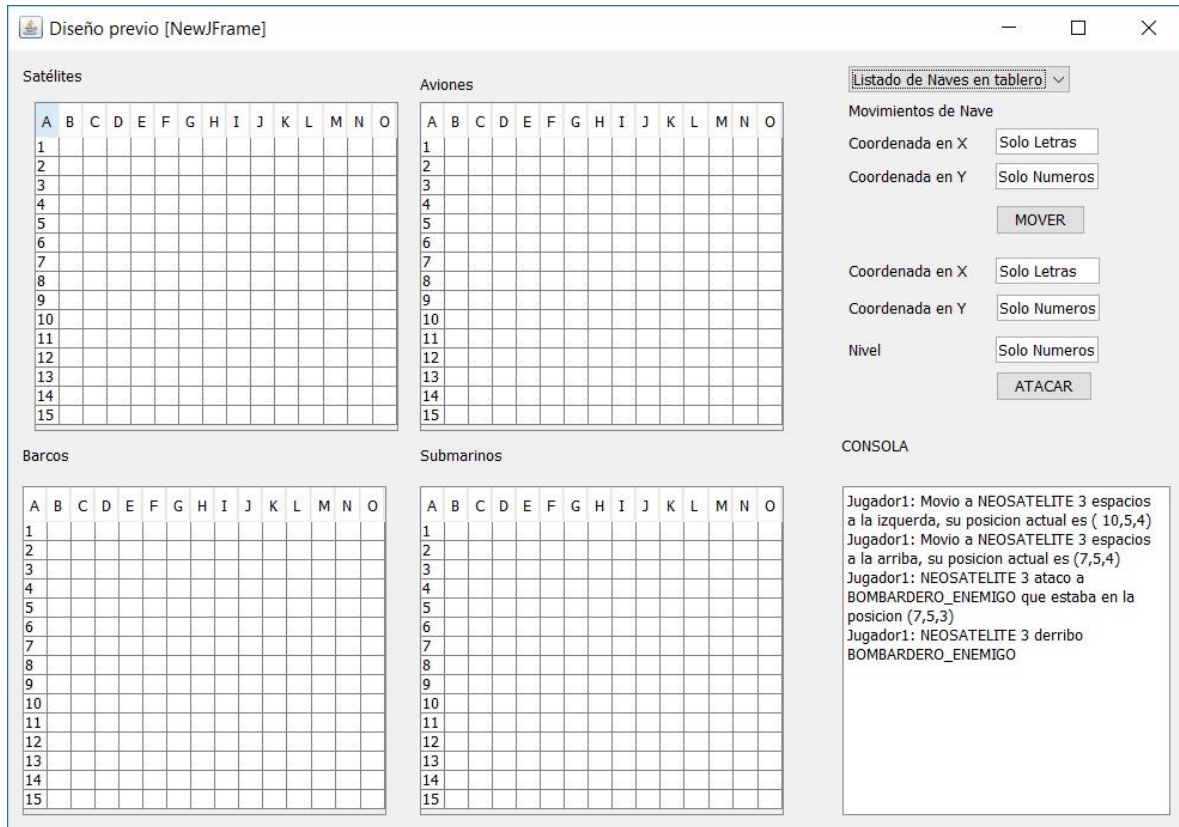 Diseño previo [NewJFrame]
Satélites
A B C D E F G H I J K L M N O
1
2
3
4
5
6
7
8
9
10
11
12
13
14
15
Aviones
A B C D E F G H I J K L M N O
1
2
3
4
5
6
7
8
9
10
11
12
13
14
15
Listado de Naves en tablero
Movimientos de Nave
Coordenada en X Solo Letras
Coordenada en Y Solo Numeros
MOVER
Coordenada en X Solo Letras
Coordenada en Y Solo Numeros
Nivel Solo Numeros
ATACAR
Barcos
A B C D E F G H I J K L M N O
1
2
3
4
5
6
7
8
9
10
11
12
13
14
15
Submarinos
A B C D E F G H I J K L M N O
1
2
3
4
5
6
7
8
9
10
11
12
13
14
15
CONSOLA
Jugador1: Movio a NEOSATELITE 3 espacios
a la izquerda, su posicion actual es ( 10,5,4)
Jugador1: Movio a NEOSATELITE 3 espacios
a la arriba, su posicion actual es (7,5,4)
Jugador1: NEOSATELITE 3 ataco a
BOMBARDERO_ENEMIGO que estaba en la
posicion (7,5,3)
Jugador1: NEOSATELITE 3 derribo
BOMBARDERO_ENEMIGO